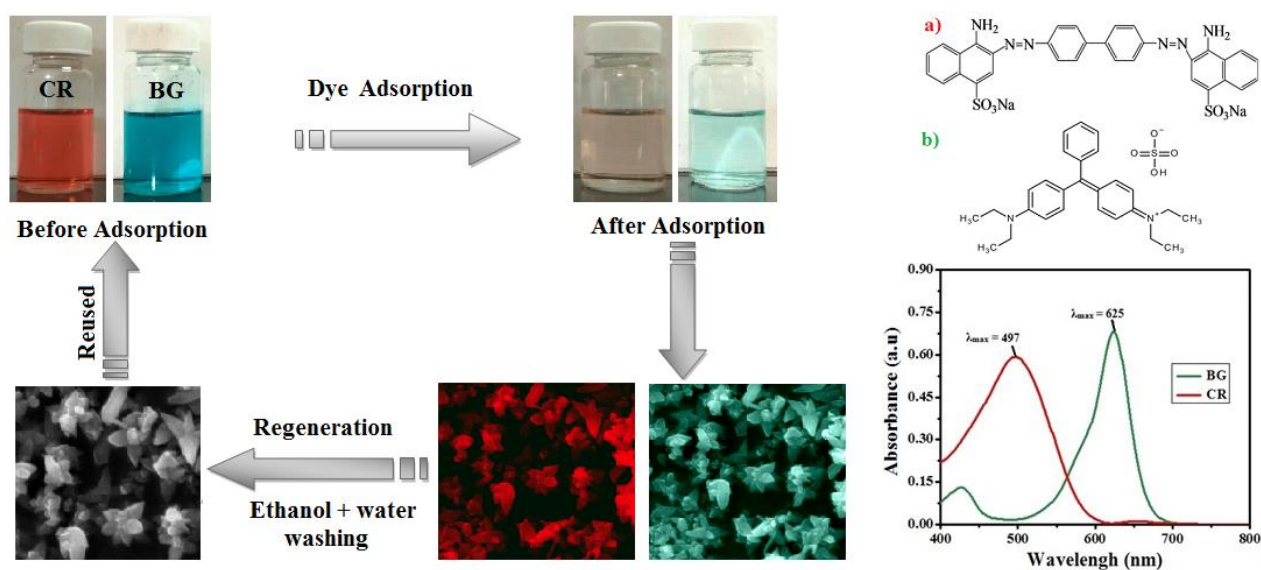 CR
BG
Dye Adsorption
Before Adsorption
After Adsorption
Reused
Regeneration
Ethanol + water
washing
a)
NH₂
N=N
N=N
NH₂
SO₃Na
SO₃Na
b)
O⁻
O=S=O
OH
H₃C
N
CH₃
N⁺
CH₃
CH₃
Absorbance (a.u)
0.90
0.75
0.60
0.45
0.30
0.15
0.00
λmax = 497
λmax = 625
BG
CR
400
500
600
700
800
Wavelengh (nm)